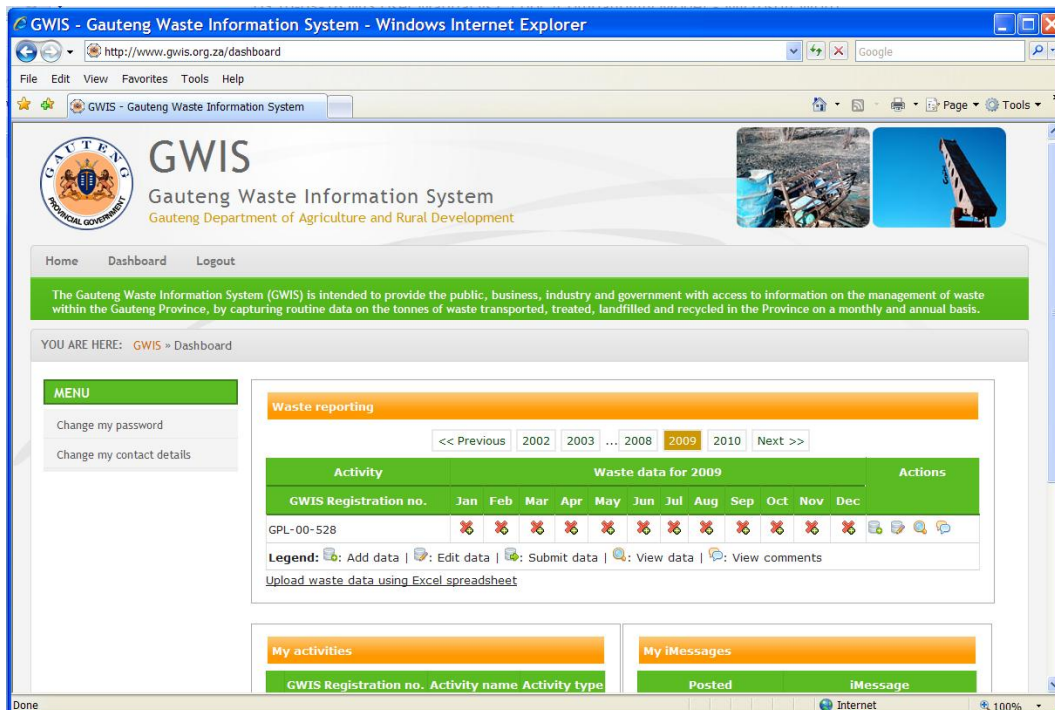 GWIS - Gauteng Waste Information System - Windows Internet Explorer
http://www.gwis.org.za/dashboard
Google
File Edit View Favorites Tools Help
GWIS - Gauteng Waste Information System
Page Tools
GAUTENG
PROVINCIAL GOVERNMENT
GWIS
Gauteng Waste Information System
Gauteng Department of Agriculture and Rural Development
Home Dashboard Logout
The Gauteng Waste Information System (GWIS) is intended to provide the public, business, industry and government with access to information on the management of waste
within the Gauteng Province, by capturing routine data on the tonnes of waste transported, treated, landfilled and recycled in the Province on a monthly and annual basis.
YOU ARE HERE: GWIS » Dashboard
MENU
Change my password
Change my contact details
Waste reporting
<< Previous 2002 2003 ... 2008 2009 2010 Next >>
Activity Waste data for 2009 Actions
GWIS Registration no. Jan Feb Mar Apr May Jun Jul Aug Sep Oct Nov Dec
GPL-00-528
Legend: : Add data | : Edit data | : Submit data | : View data | : View comments
Upload waste data using Excel spreadsheet
My activities
GWIS Registration no. Activity name Activity type
My iMessages
Posted iMessage
Done Internet 100%